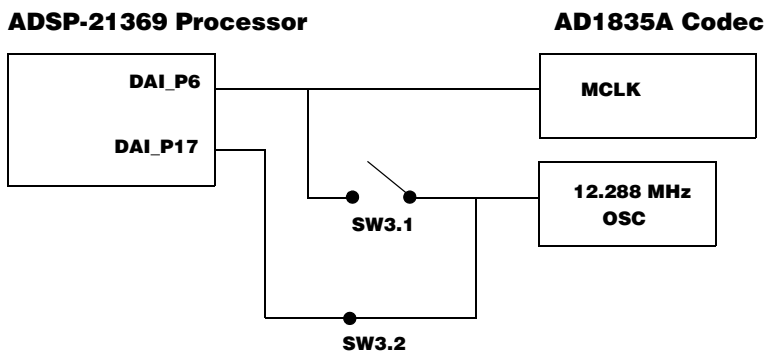 ADSP-21369 Processor
AD1835A Codec
DAI_P6
MCLK
DAI_P17
12.288 MHz
OSC
SW3.1
SW3.2